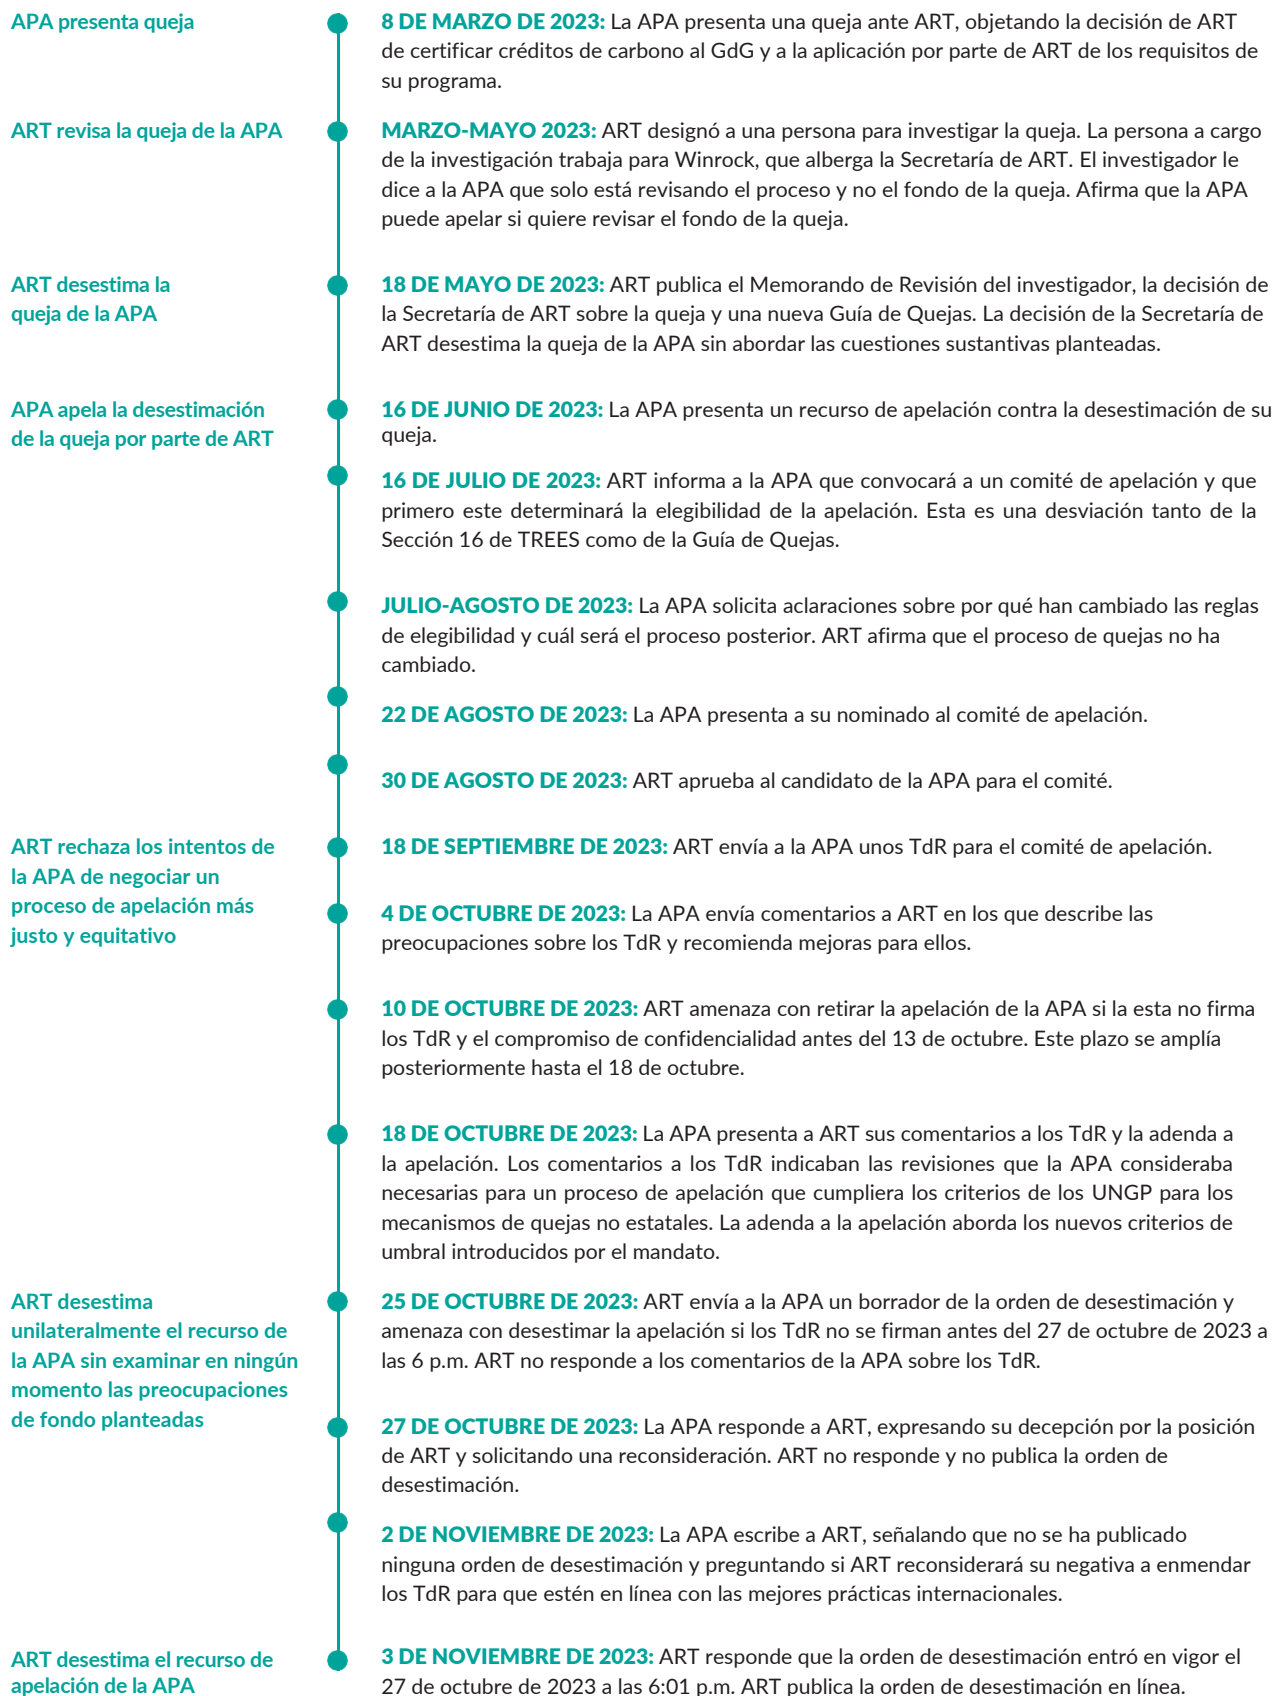 APA presenta queja
8 DE MARZO DE 2023: La APA presenta una queja ante ART, objetando la decisión de ART
de certificar créditos de carbono al GdG y a la aplicación por parte de ART de los requisitos de
su programa.
ART revisa la queja de la APA
MARZO-MAYO 2023: ART designó a una persona para investigar la queja. La persona a cargo
de la investigación trabaja para Winrock, que alberga la Secretaría de ART. El investigador le
dice a la APA que solo está revisando el proceso y no el fondo de la queja. Afirma que la APA
puede apelar si quiere revisar el fondo de la queja.
ART desestima la
queja de la APA
18 DE MAYO DE 2023: ART publica el Memorando de Revisión del investigador, la decisión de
la Secretaría de ART sobre la queja y una nueva Guía de Quejas. La decisión de la Secretaría de
ART desestima la queja de la APA sin abordar las cuestiones sustantivas planteadas.
APA apela la desestimación
de la queja por parte de ART
16 DE JUNIO DE 2023: La APA presenta un recurso de apelación contra la desestimación de su
queja.
16 DE JULIO DE 2023: ART informa a la APA que convocará a un comité de apelación y que
primero este determinará la elegibilidad de la apelación. Esta es una desviación tanto de la
Sección 16 de TREES como de la Guía de Quejas.
JULIO-AGOSTO DE 2023: La APA solicita aclaraciones sobre por qué han cambiado las reglas
de elegibilidad y cuál será el proceso posterior. ART afirma que el proceso de quejas no ha
cambiado.
22 DE AGOSTO DE 2023: La APA presenta a su nominado al comité de apelación.
30 DE AGOSTO DE 2023: ART aprueba al candidato de la APA para el comité.
ART rechaza los intentos de
la APA de negociar un
proceso de apelación más
justo y equitativo
18 DE SEPTIEMBRE DE 2023: ART envía a la APA unos TdR para el comité de apelación.
4 DE OCTUBRE DE 2023: La APA envía comentarios a ART en los que describe las
preocupaciones sobre los TdR y recomienda mejoras para ellos.
10 DE OCTUBRE DE 2023: ART amenaza con retirar la apelación de la APA si la esta no firma
los TdR y el compromiso de confidencialidad antes del 13 de octubre. Este plazo se amplía
posteriormente hasta el 18 de octubre.
18 DE OCTUBRE DE 2023: La APA presenta a ART sus comentarios a los TdR y la adenda a
la apelación. Los comentarios a los TdR indicaban las revisiones que la APA consideraba
necesarias para un proceso de apelación que cumpliera los criterios de los UNGP para los
mecanismos de quejas no estatales. La adenda a la apelación aborda los nuevos criterios de
umbral introducidos por el mandato.
ART desestima
unilateralmente el recurso de
la APA sin examinar en ningún
momento las preocupaciones
de fondo planteadas
25 DE OCTUBRE DE 2023: ART envía a la APA un borrador de la orden de desestimación y
amenaza con desestimar la apelación si los TdR no se firman antes del 27 de octubre de 2023 a
las 6 p.m. ART no responde a los comentarios de la APA sobre los TdR.
27 DE OCTUBRE DE 2023: La APA responde a ART, expresando su decepción por la posición
de ART y solicitando una reconsideración. ART no responde y no publica la orden de
desestimación.
2 DE NOVIEMBRE DE 2023: La APA escribe a ART, señalando que no se ha publicado
ninguna orden de desestimación y preguntando si ART reconsiderará su negativa a enmendar
los TdR para que estén en línea con las mejores prácticas internacionales.
ART desestima el recurso de
apelación de la APA
3 DE NOVIEMBRE DE 2023: ART responde que la orden de desestimación entró en vigor el
27 de octubre de 2023 a las 6:01 p.m. ART publica la orden de desestimación en línea.